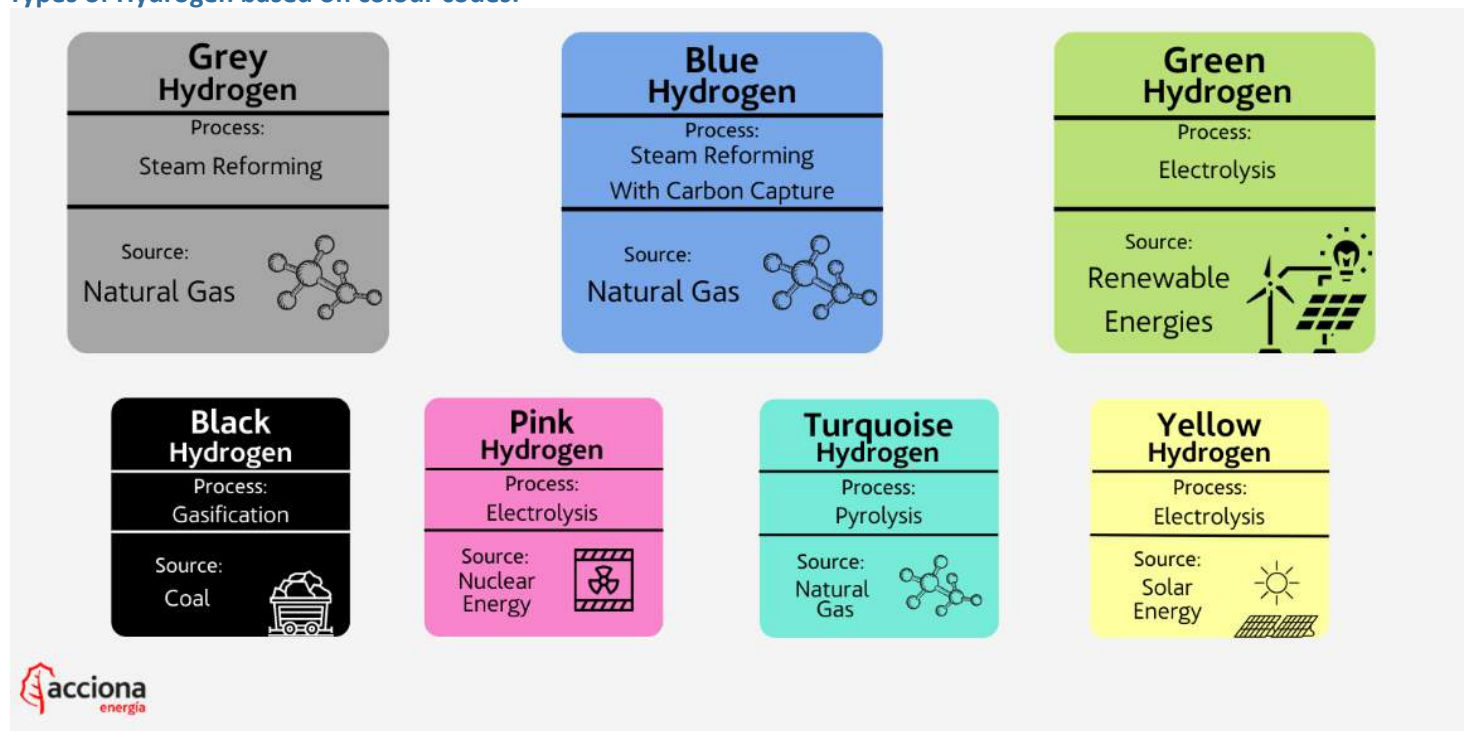 Types of Hydrogen based on colour codes:
Grey
Hydrogen
Process:
Steam Reforming
Source:
Natural Gas
Blue
Hydrogen
Process:
Steam Reforming
With Carbon Capture
Source:
Natural Gas
Green
Hydrogen
Process:
Electrolysis
Source:
Renewable
Energies
Black
Hydrogen
Process:
Gasification
Source:
Coal
Pink
Hydrogen
Process:
Electrolysis
Source:
Nuclear
Energy
Turquoise
Hydrogen
Process:
Pyrolysis
Source:
Natural
Gas
Yellow
Hydrogen
Process:
Electrolysis
Source:
Solar
Energy
acciona
energía